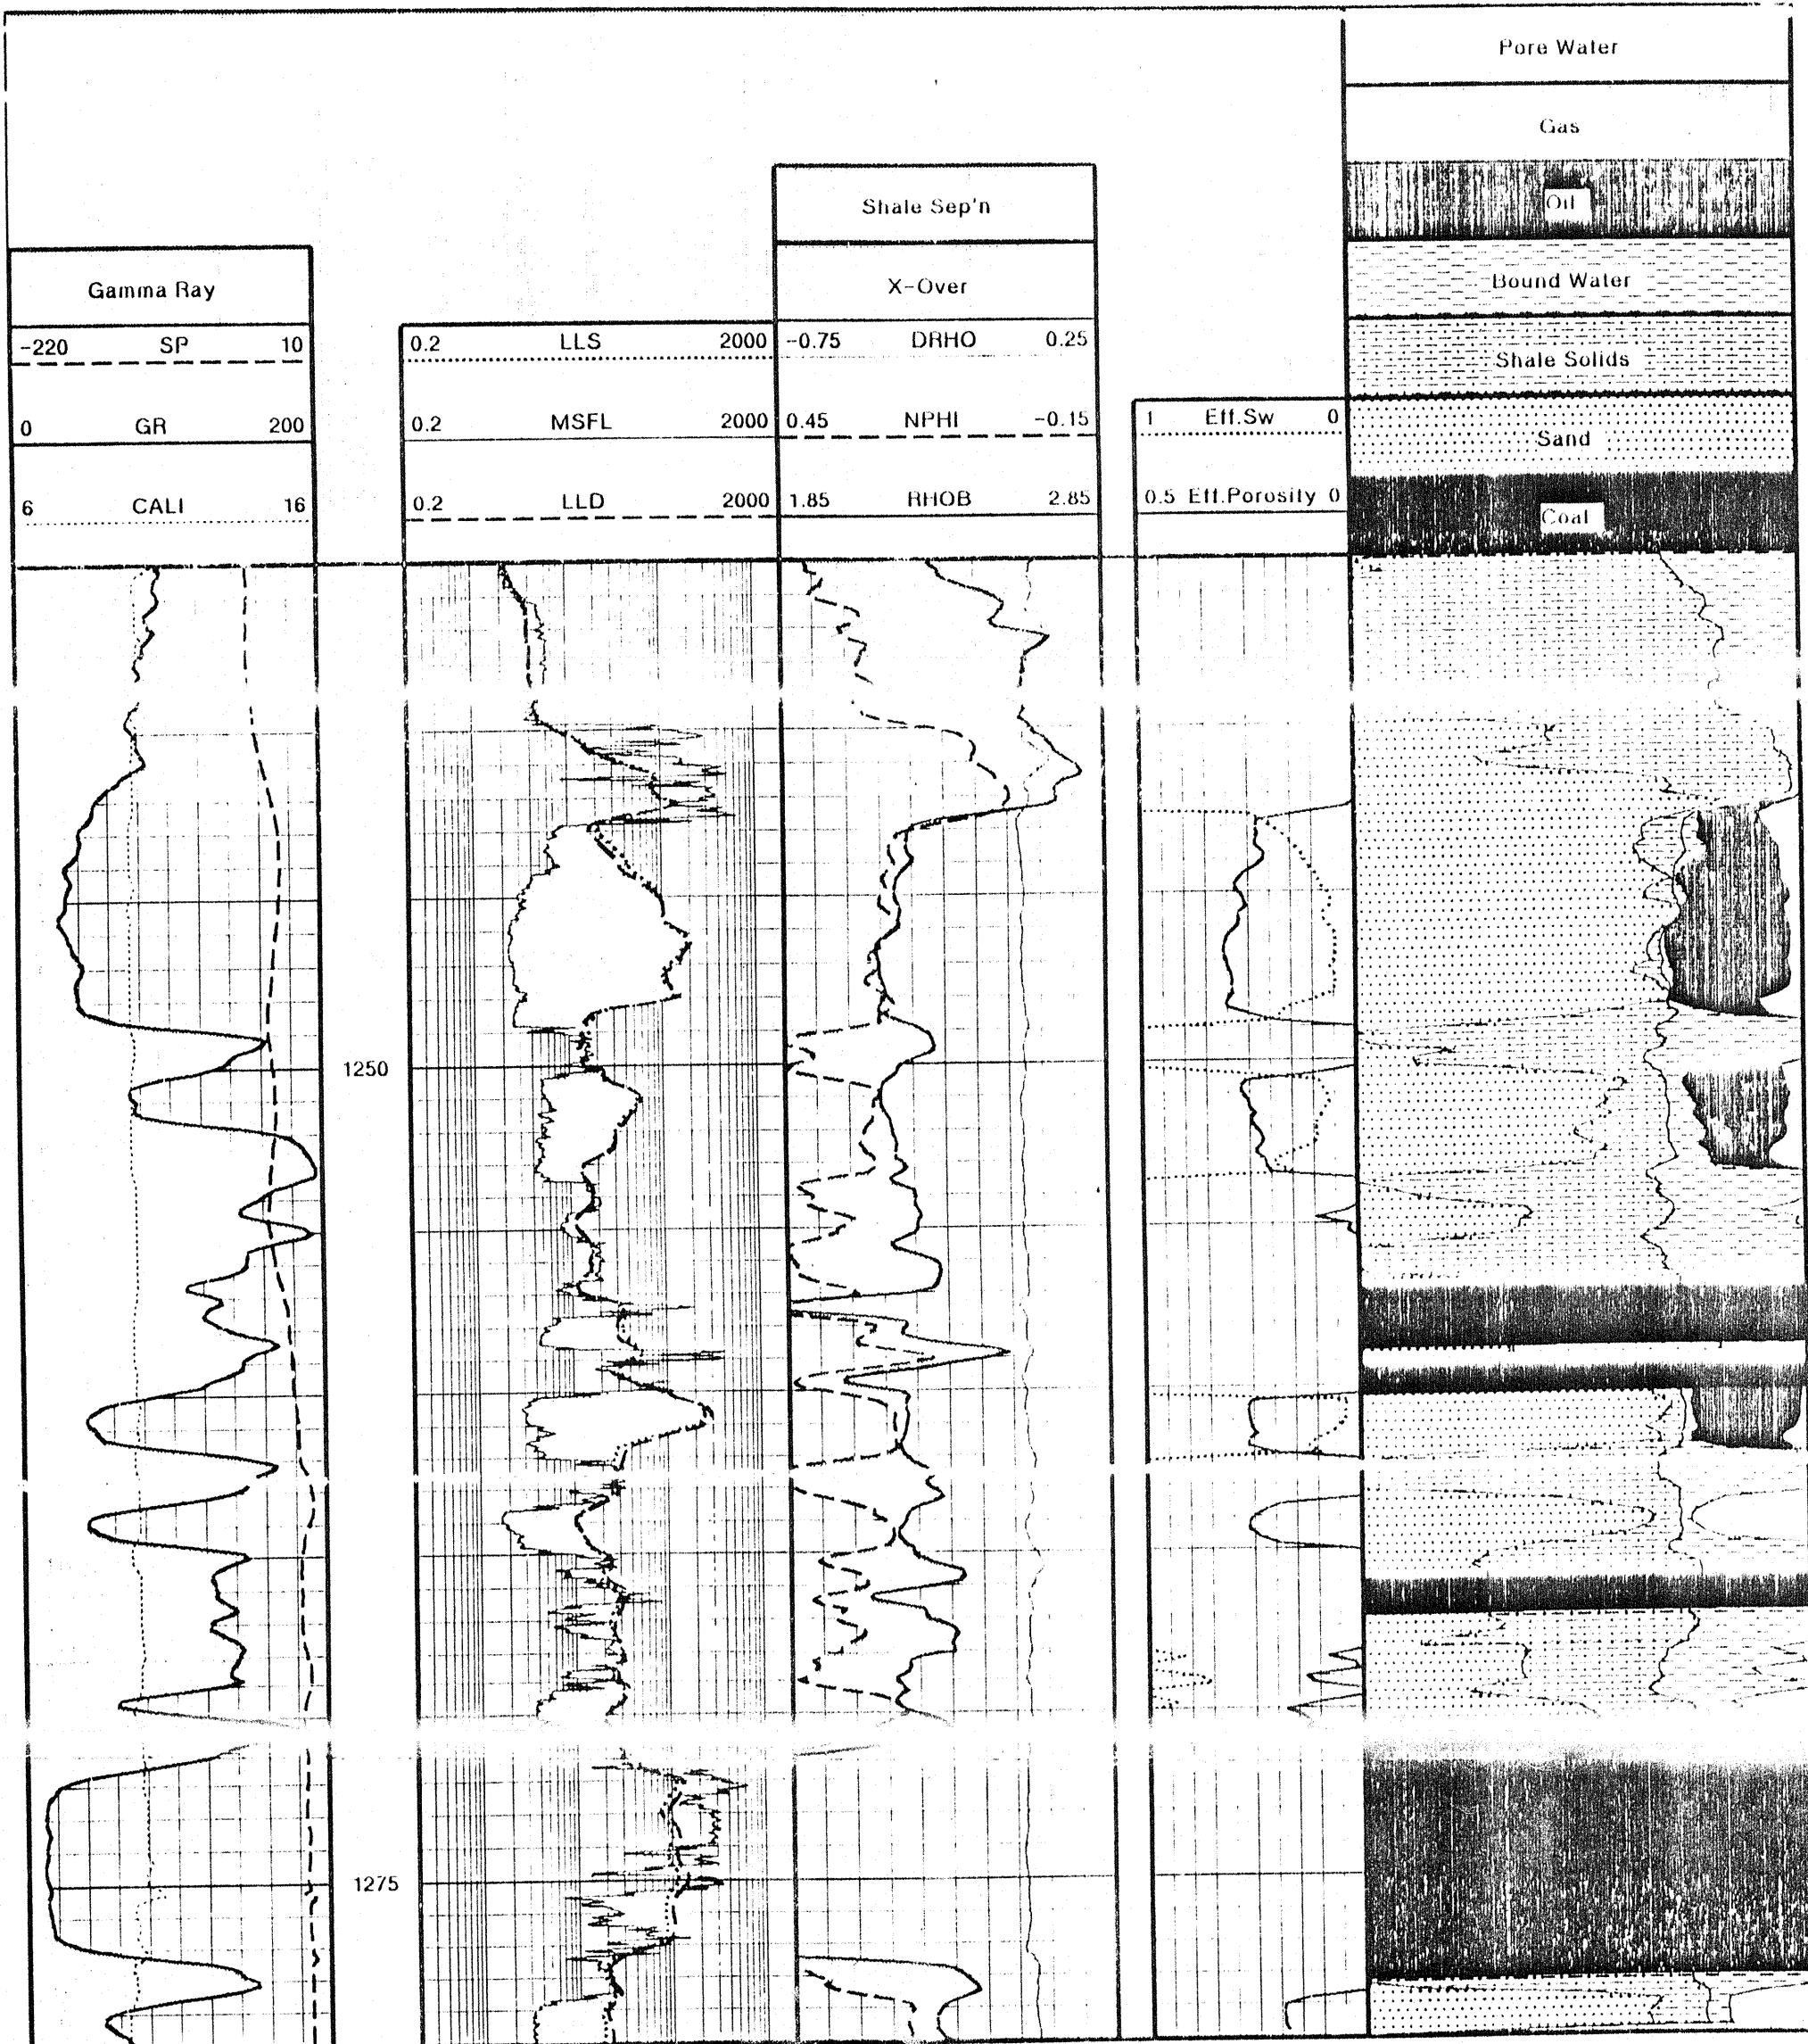 Pore Water
Gas
Oil
Bound Water
Shale Solids
Sand
Coal
Shale Sep'n
X-Over
-0.75 DRHO 0.25
0.45 NPHI -0.15
1.85 RHOB 2.85
Gamma Ray
-220 SP 10
0 GR 200
6 CALI 16
0.2 LLS 2000
0.2 MSFL 2000
0.2 LLD 2000
1 Eff.Sw 0
0.5 Eff.Porosity 0
1250
1275